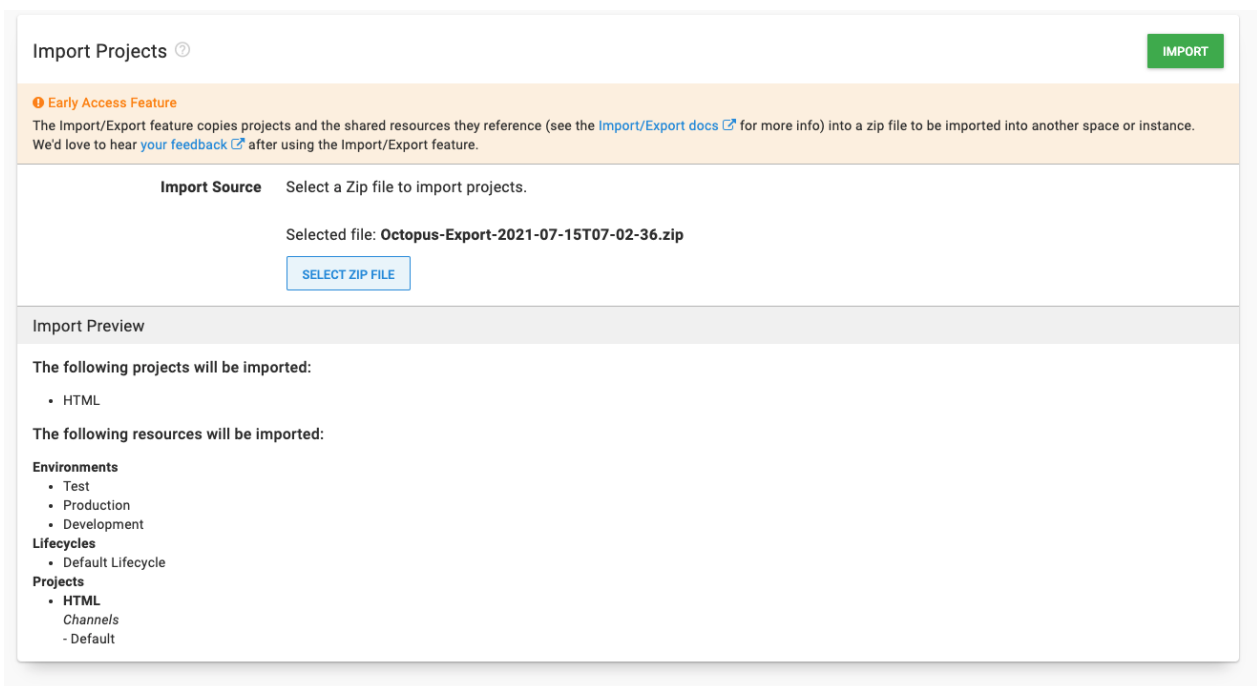 Import Projects
IMPORT
Early Access Feature
The Import/Export feature copies projects and the shared resources they reference (see the Import/Export docs for more info) into a zip file to be imported into another space or instance.
We'd love to hear your feedback after using the Import/Export feature.
Import Source
Select a Zip file to import projects.
Selected file: Octopus-Export-2021-07-15T07-02-36.zip
SELECT ZIP FILE
Import Preview
The following projects will be imported:
• HTML
The following resources will be imported:
Environments
• Test
• Production
• Development
Lifecycles
• Default Lifecycle
Projects
• HTML
Channels
- Default